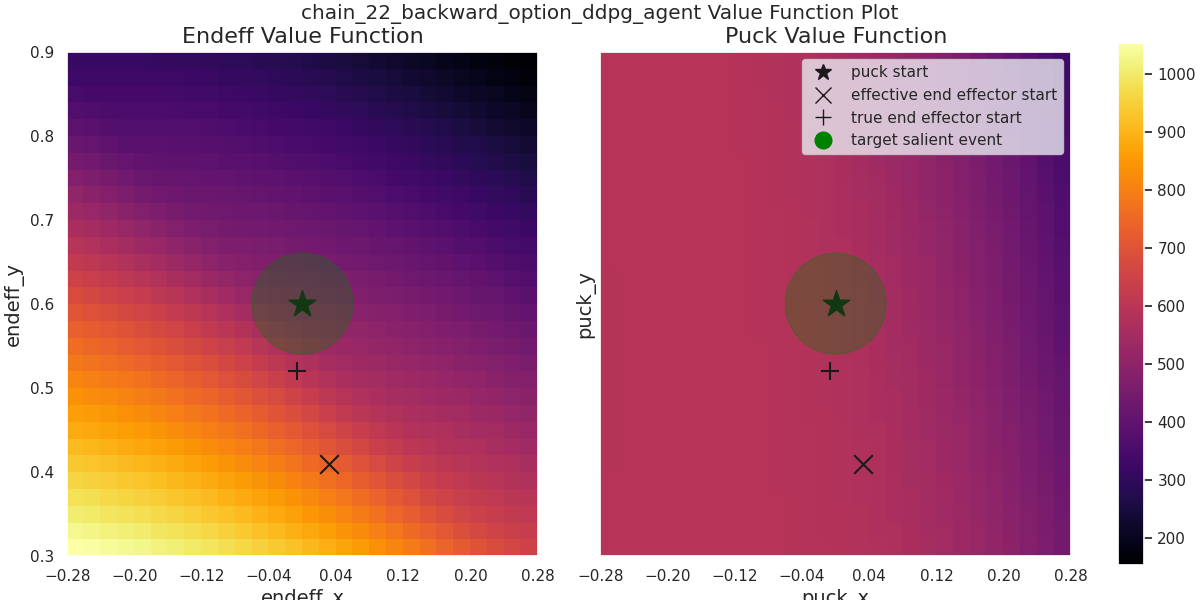 chain_22_backward_option_ddpg_agent Value Function Plot
Endeff Value Function
Puck Value Function
0.9
0.8
0.7
0.6
0.5
0.4
0.3
endeff_y
−0.28 −0.20 −0.12 −0.04 0.04 0.12 0.20 0.28
endeff_x
puck start
effective end effector start
true end effector start
target salient event
puck_y
−0.28 −0.20 −0.12 −0.04 0.04 0.12 0.20 0.28
puck_x
1000
900
800
700
600
500
400
300
200